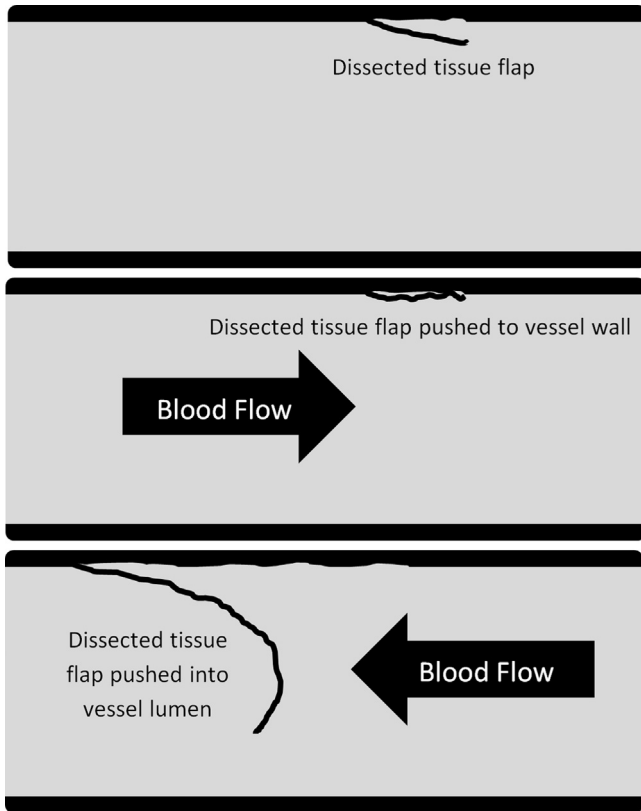 Dissected tissue flap
Dissected tissue flap pushed to vessel wall
Blood Flow
Dissected tissue
flap pushed into
vessel lumen
Blood Flow